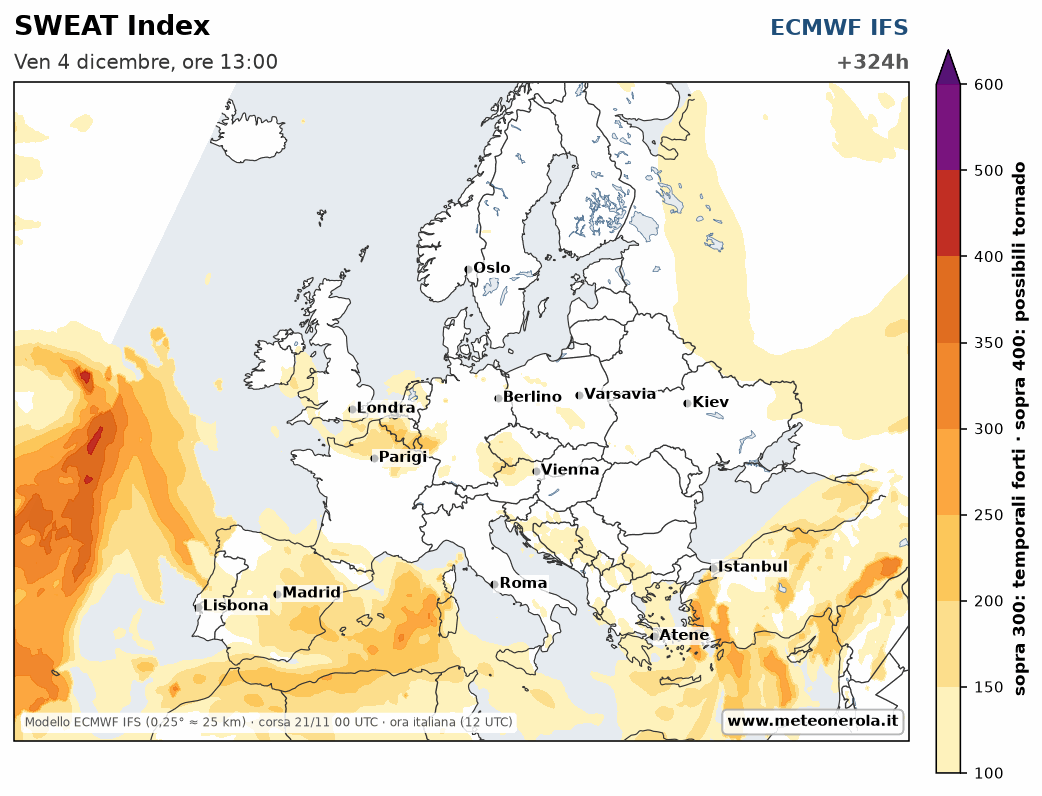 SWEAT Index
ECMWF IFS
Ven 4 dicembre, ore 13:00
+324h
600
500
400
350
300
250
200
150
100
sopra 300: temporali forti · sopra 400: possibili tornado
Oslo
Berlino
Varsavia
Kiev
Londra
Parigi
Vienna
Istanbul
Roma
Madrid
Lisbona
Atene
Modello ECMWF IFS (0,25° ≈ 25 km) · corsa 21/11 00 UTC · ora italiana (12 UTC)
www.meteonerola.it